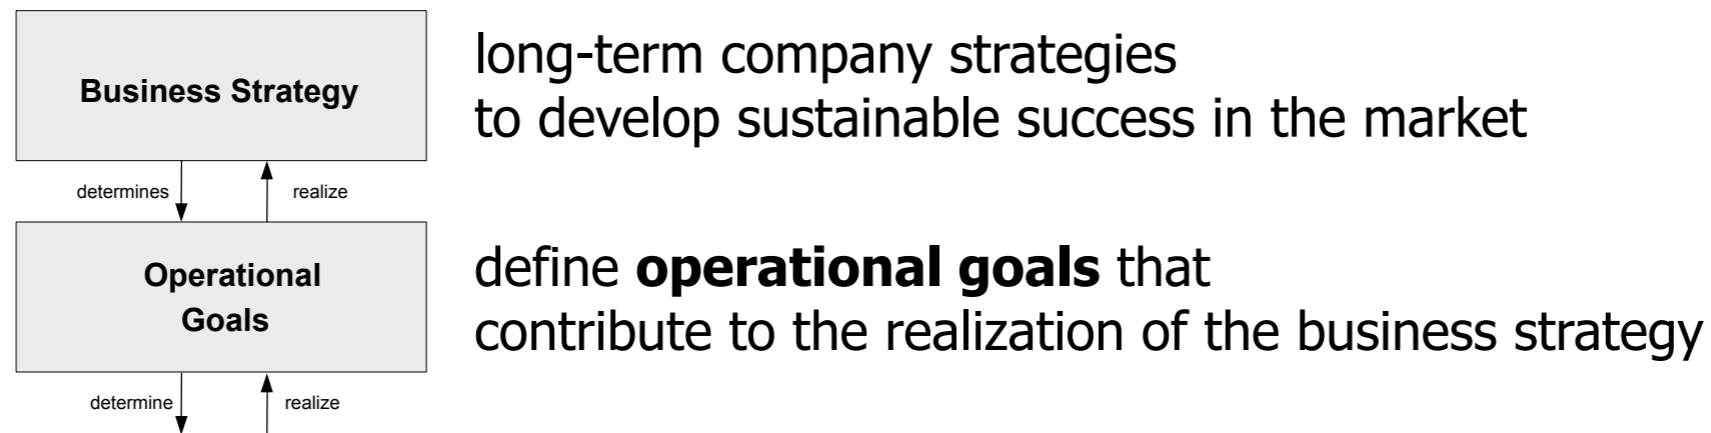 Business Strategy
long-term company strategies
to develop sustainable success in the market
determines
realize
Operational
Goals
define operational goals that
contribute to the realization of the business strategy
determine
realize